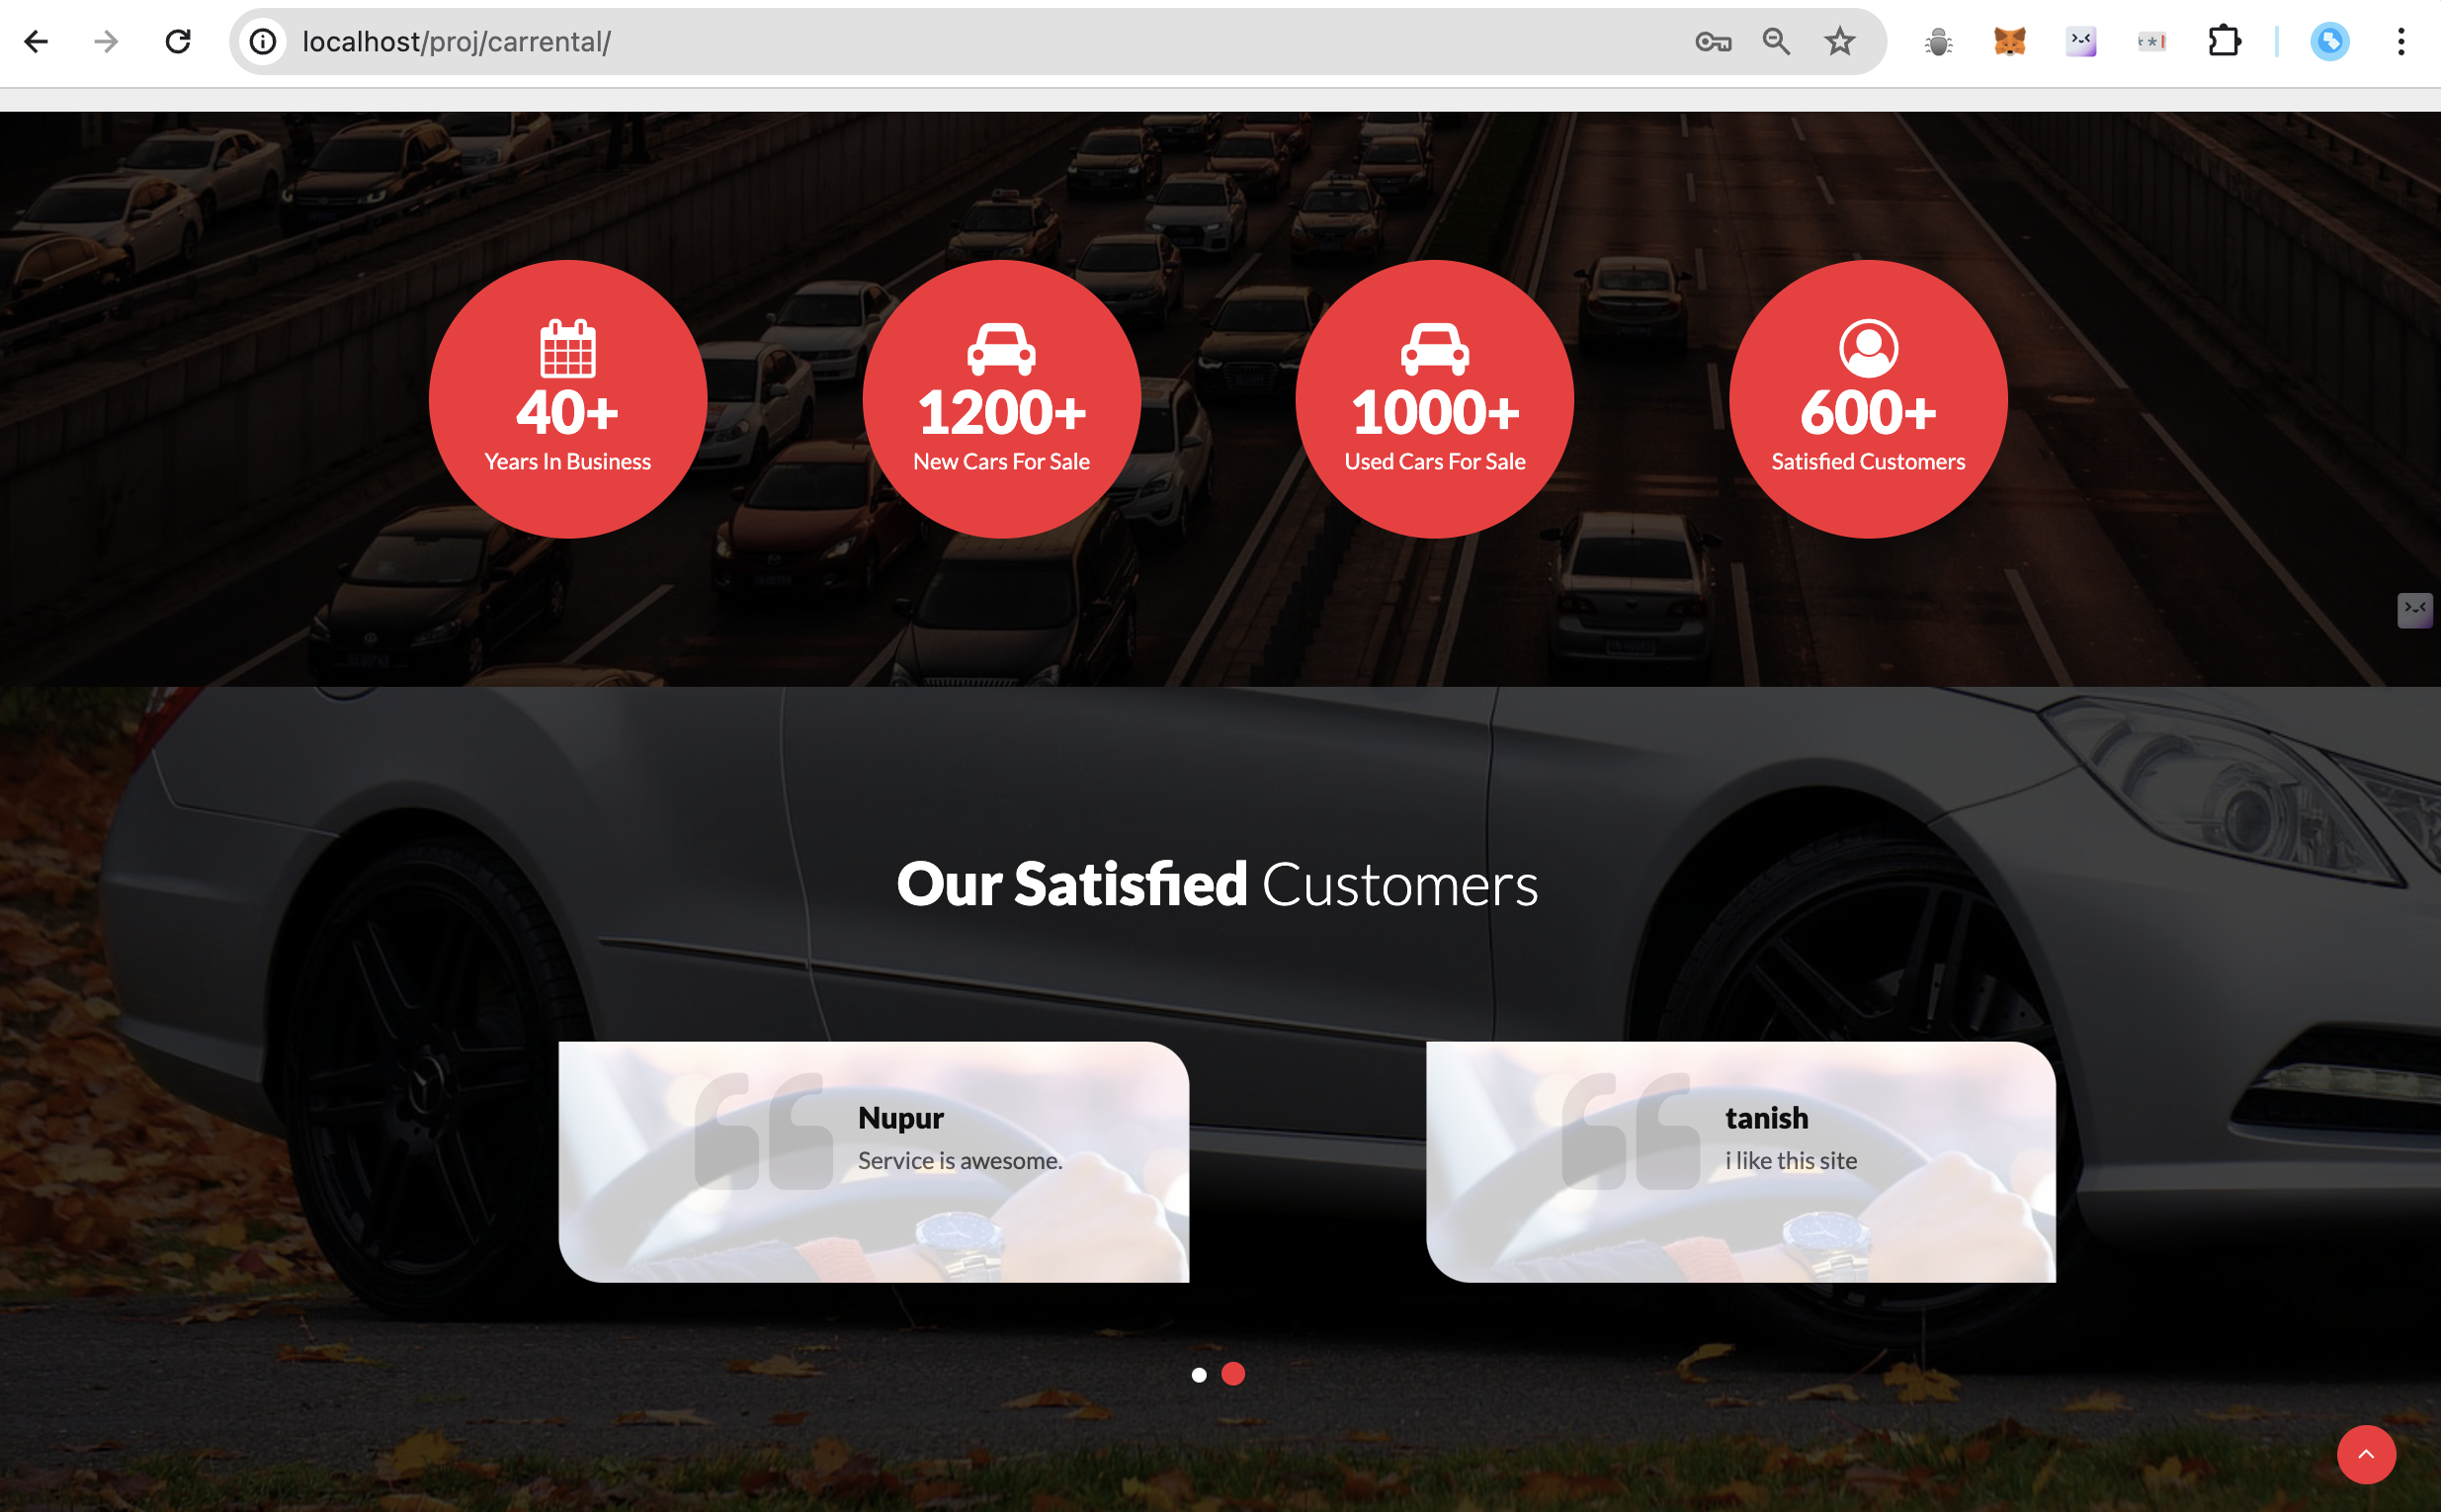 localhost/proj/carrental/
40+
Years In Business
1200+
New Cars For Sale
1000+
Used Cars For Sale
600+
Satisfied Customers
Our Satisfied Customers
Nupur
Service is awesome.
tanish
i like this site